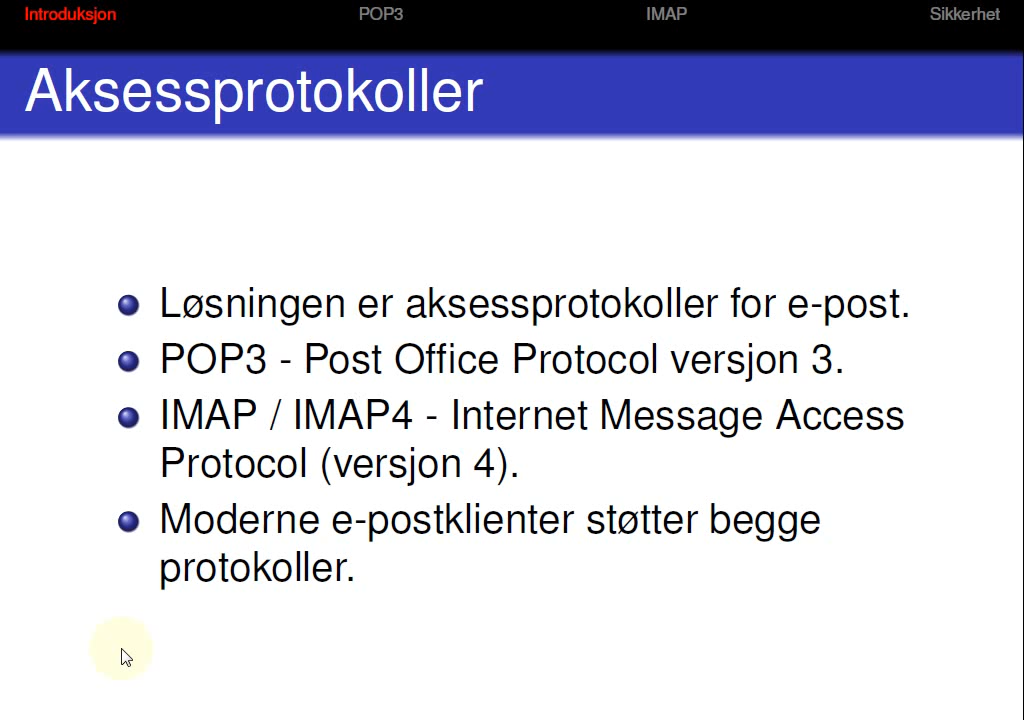 Introduksjon POP3 IMAP Sikkerhet
Aksessprotokoller
Løsningen er aksessprotokoller for e-post.
POP3 - Post Office Protocol versjon 3.
IMAP / IMAP4 - Internet Message Access
Protocol (versjon 4).
Moderne e-postklienter støtter begge
protokoller.